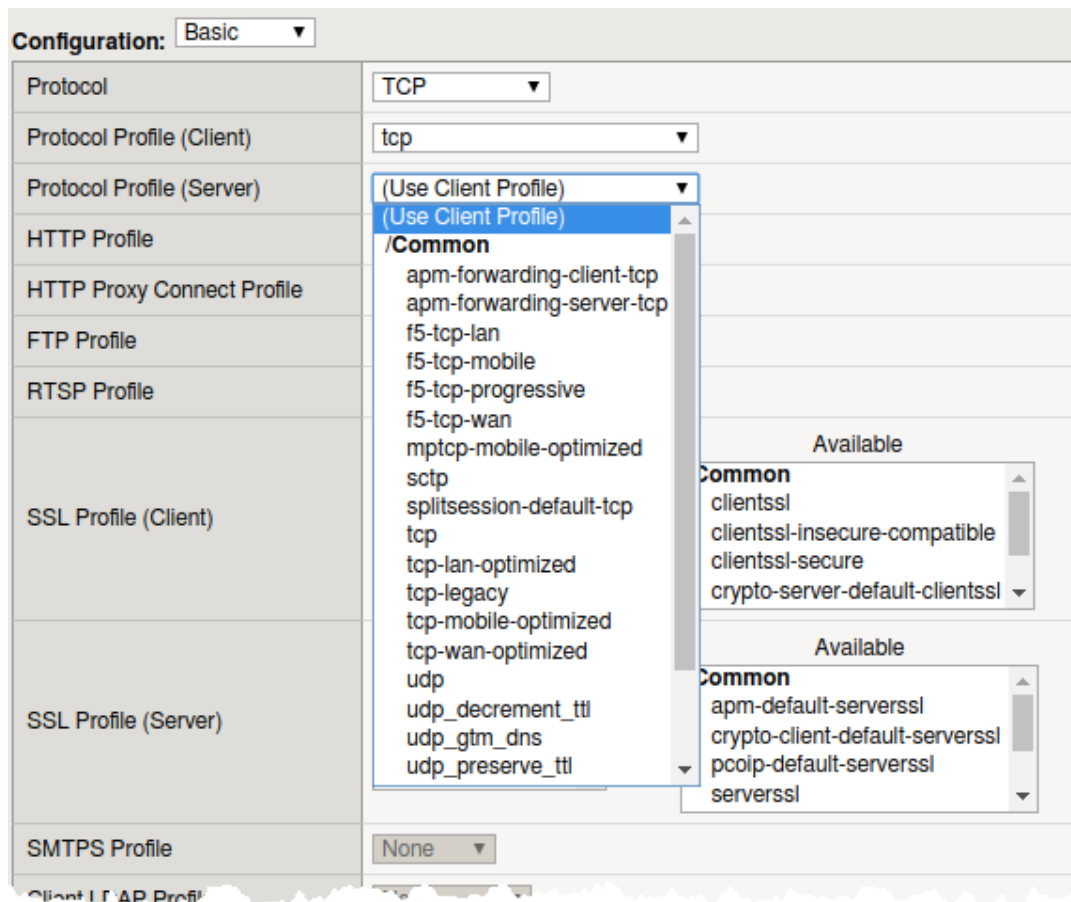 Configuration: Basic
Protocol TCP
Protocol Profile (Client) tcp
Protocol Profile (Server) (Use Client Profile)
(Use Client Profile)
/Common
apm-forwarding-client-tcp
apm-forwarding-server-tcp
f5-tcp-lan
f5-tcp-mobile
f5-tcp-progressive
f5-tcp-wan
mptcp-mobile-optimized
sctp
splitsession-default-tcp
tcp
tcp-lan-optimized
tcp-legacy
tcp-mobile-optimized
tcp-wan-optimized
udp
udp_decrement_ttl
udp_gtm_dns
udp_preserve_ttl
HTTP Profile
HTTP Proxy Connect Profile
FTP Profile
RTSP Profile
SSL Profile (Client)
Available
Common
clientssl
clientssl-insecure-compatible
clientssl-secure
crypto-server-default-clientssl
SSL Profile (Server)
Available
Common
apm-default-serverssl
crypto-client-default-serverssl
pcoip-default-serverssl
serverssl
SMTPS Profile None
Client LDAP